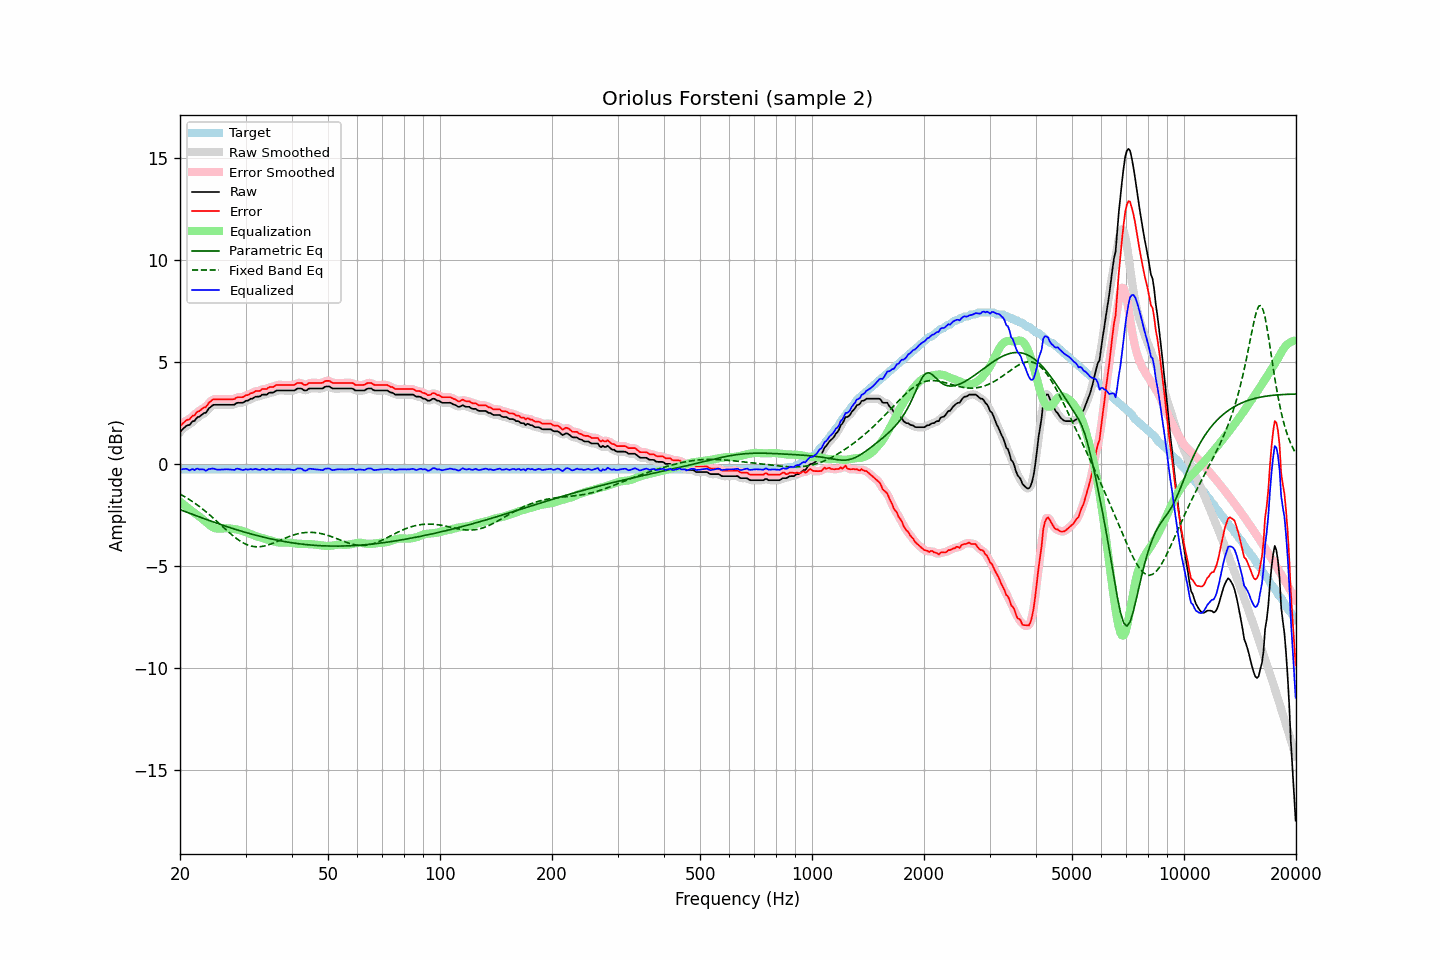 Oriolus Forsteni (sample 2)
Target
Raw Smoothed
Error Smoothed
Raw
Error
Equalization
Parametric Eq
Fixed Band Eq
Equalized
15
10
5
0
−5
−10
−15
Amplitude (dBr)
20 50 100 200 500 1000 2000 5000 10000 20000
Frequency (Hz)